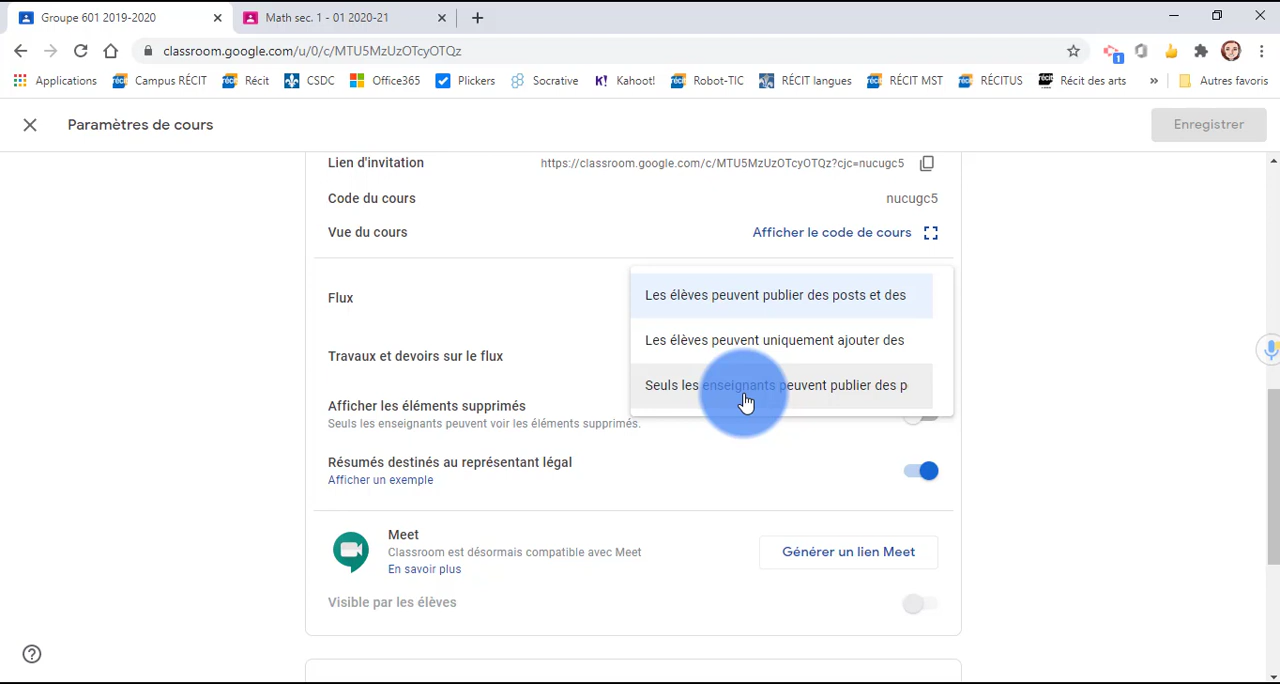 Groupe 601 2019-2020
Math sec. 1 - 01 2020-21
classroom.google.com/u/0/c/MTU5MzUzOTcyOTQz
Applications
Campus RÉCIT
Récit
CSDC
Office365
Plickers
Socrative
K! Kahoot!
Robot-TIC
RÉCIT langues
RÉCIT MST
RÉCITUS
Récit des arts
»
Autres favoris
Paramètres de cours
Enregistrer
Lien d'invitation
https://classroom.google.com/c/MTU5MzUzOTcyOTQz?cjc=nucugc5
Code du cours
nucugc5
Vue du cours
Afficher le code de cours
Flux
Les élèves peuvent publier des posts et des
Les élèves peuvent uniquement ajouter des
Seuls les enseignants peuvent publier des p
Travaux et devoirs sur le flux
Afficher les éléments supprimés
Seuls les enseignants peuvent voir les éléments supprimés.
Résumés destinés au représentant légal
Afficher un exemple
Meet
Classroom est désormais compatible avec Meet
En savoir plus
Générer un lien Meet
Visible par les élèves